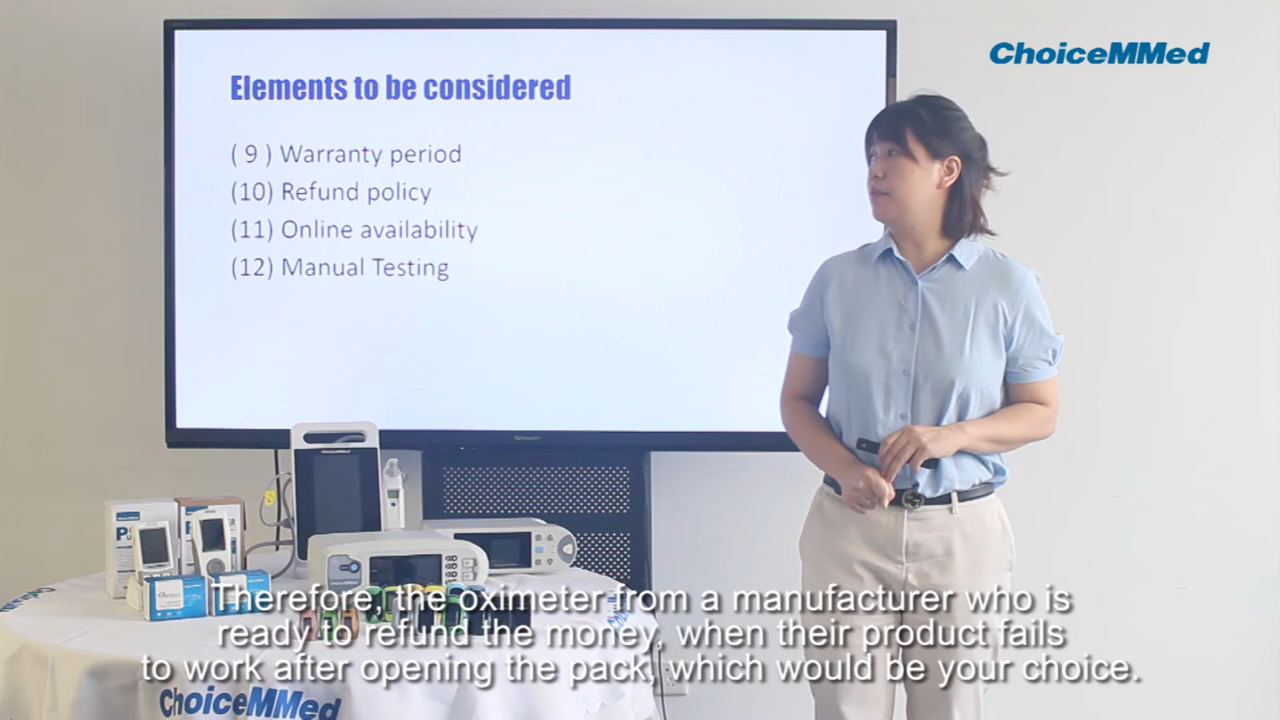 ChoiceMMed
Elements to be considered
( 9 ) Warranty period
(10) Refund policy
(11) Online availability
(12) Manual Testing
Therefore, the oximeter from a manufacturer who is
ready to refund the money, when their product fails
to work after opening the pack, which would be your choice.
ChoiceMMed